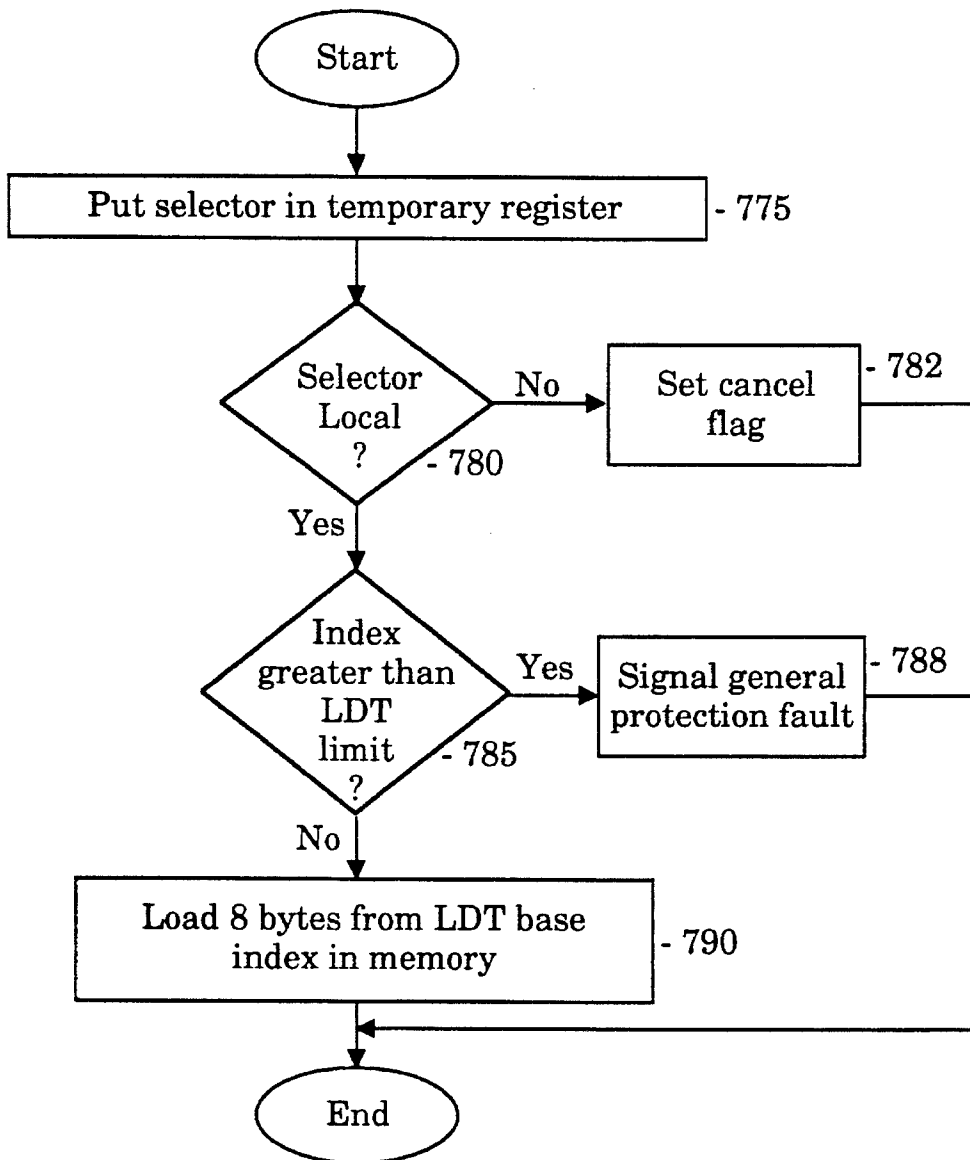 Start
Put selector in temporary register
- 775
Selector
Local
?
- 780
No
Set cancel
flag
- 782
Yes
Index
greater than
LDT
limit
?
- 785
Yes
Signal general
protection fault
- 788
No
Load 8 bytes from LDT base
index in memory
- 790
End